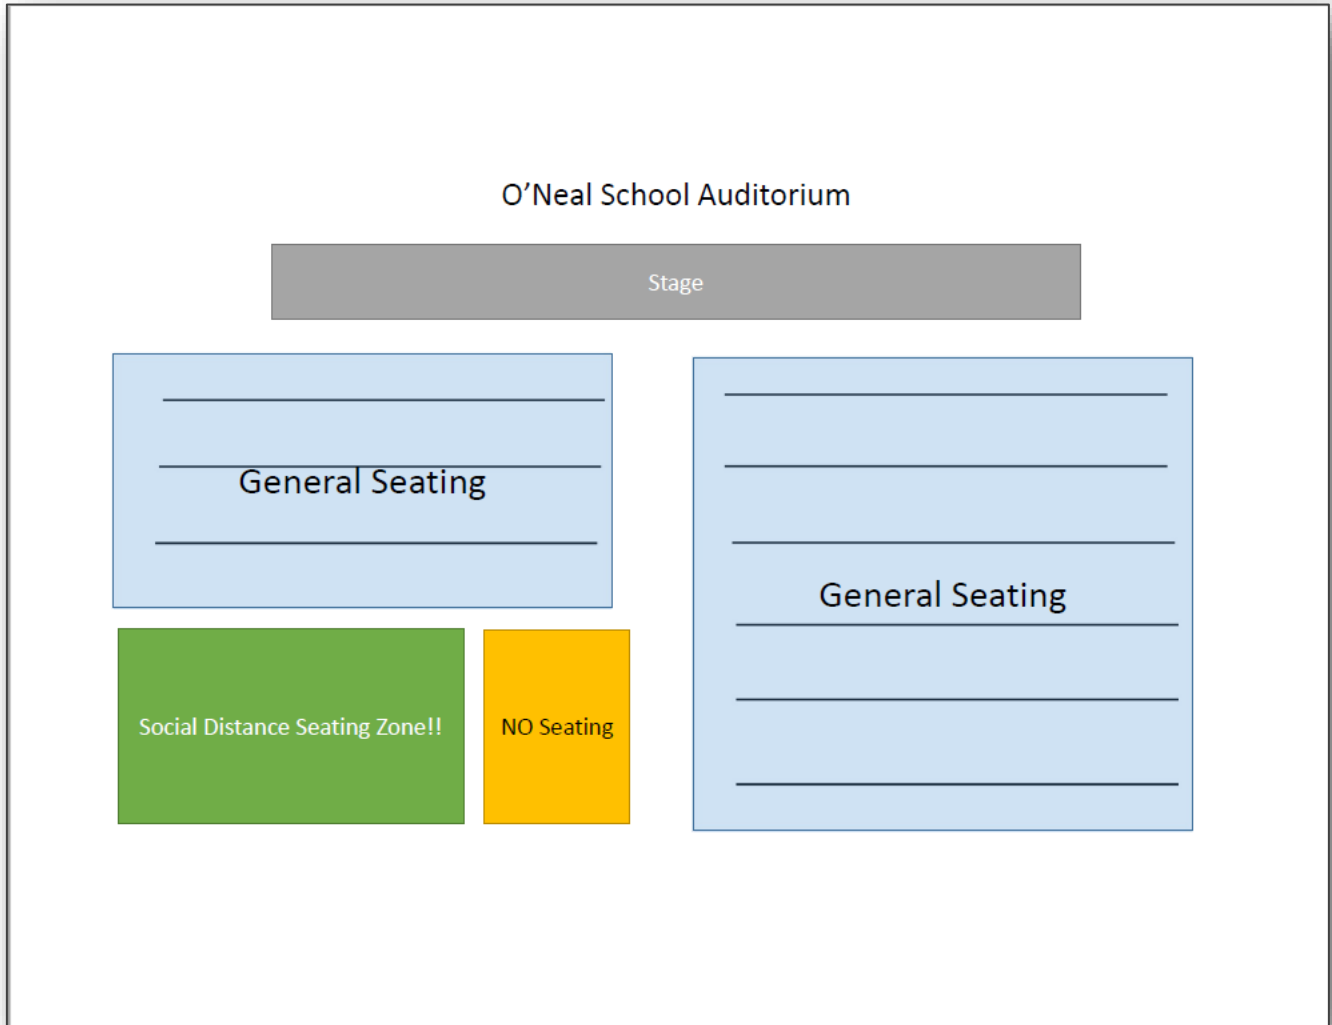 O’Neal School Auditorium
Stage
General Seating
General Seating
Social Distance Seating Zone!!
NO Seating